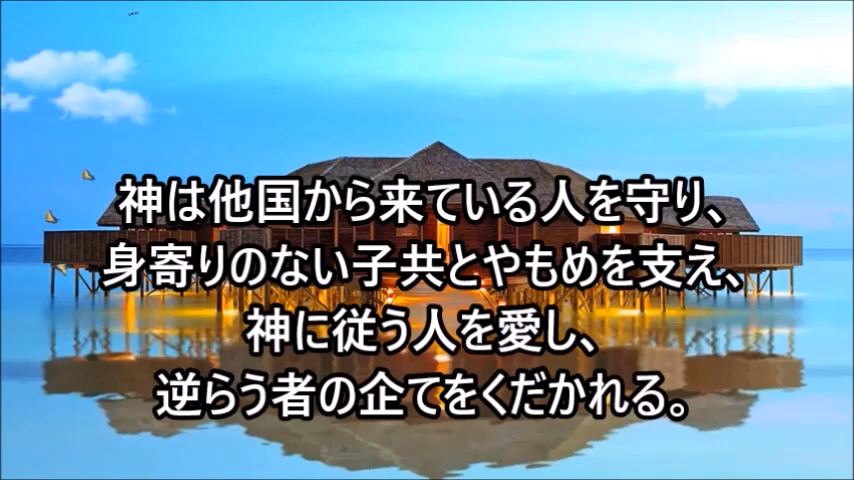 神は他国から来ている人を守り、
身寄りのない子共とやもめを支え、
神に従う人を愛し、
逆らう者の企てをくだかれる。